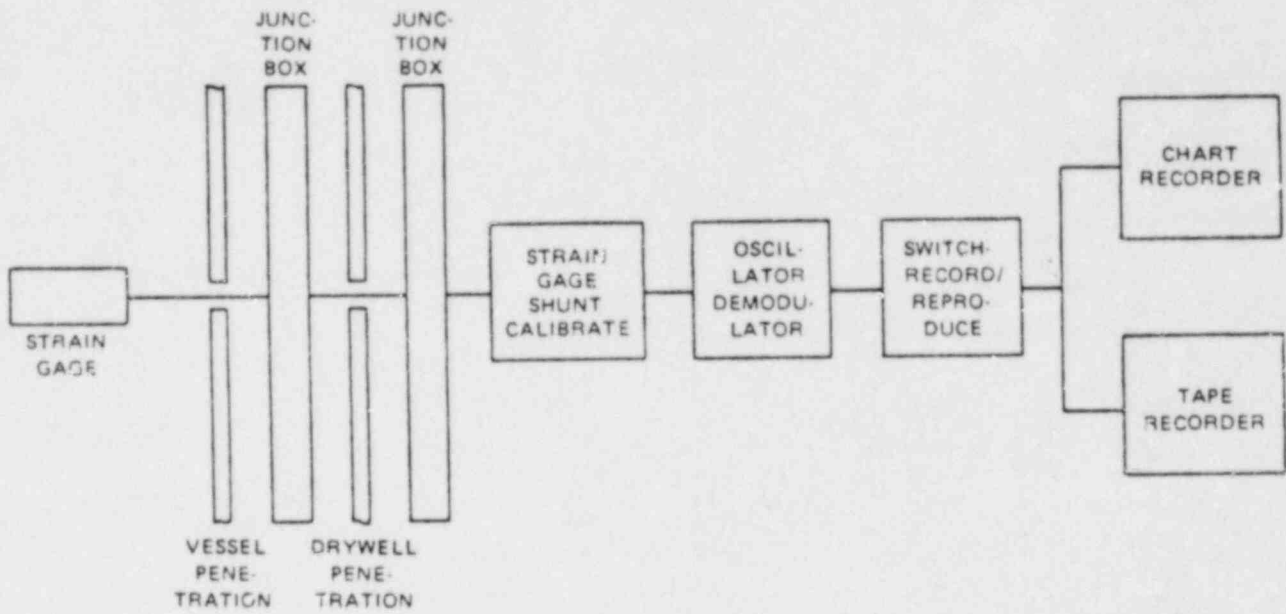 JUNC-
TION
BOX
JUNC-
TION
BOX
STRAIN
GAGE
VESSEL
PENE-
TRATION
DRYWELL
PENE-
TRATION
STRAIN
GAGE
SHUNT
CALIBRATE
OSCIL-
LATOR
DEMODU-
LATOR
SWITCH-
RECORD/
REPRO-
DUCE
CHART
RECORDER
TAPE
RECORDER